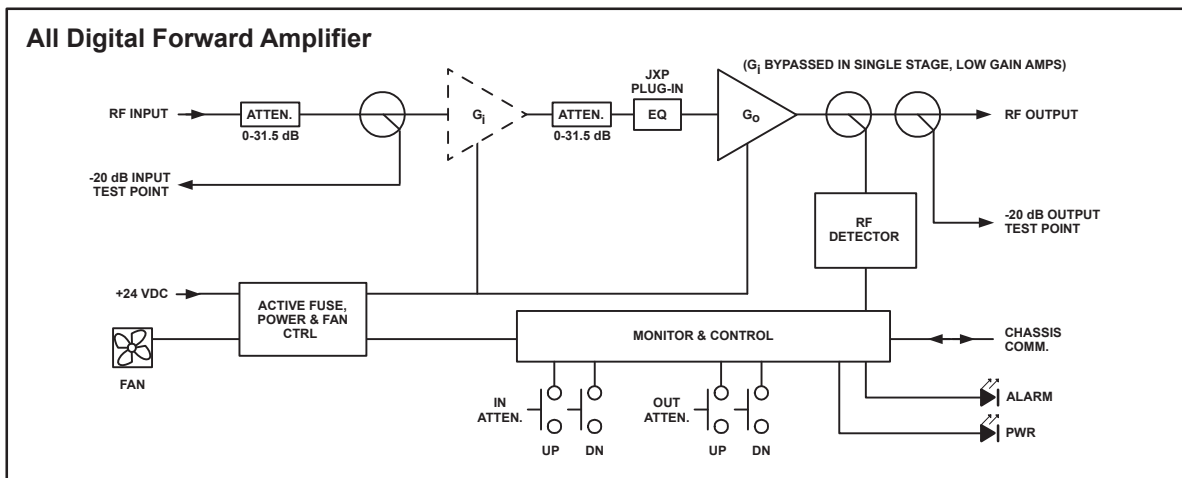 All Digital Forward Amplifier
(Gi BYPASSED IN SINGLE STAGE, LOW GAIN AMPS)
JXP
PLUG-IN
RF INPUT
ATTEN.
0-31.5 dB
Gi
ATTEN.
0-31.5 dB
EQ
Go
RF OUTPUT
-20 dB INPUT
TEST POINT
RF
DETECTOR
-20 dB OUTPUT
TEST POINT
+24 VDC
ACTIVE FUSE,
POWER & FAN
CTRL
MONITOR & CONTROL
CHASSIS
COMM.
FAN
IN
ATTEN.
UP
DN
OUT
ATTEN.
UP
DN
ALARM
PWR